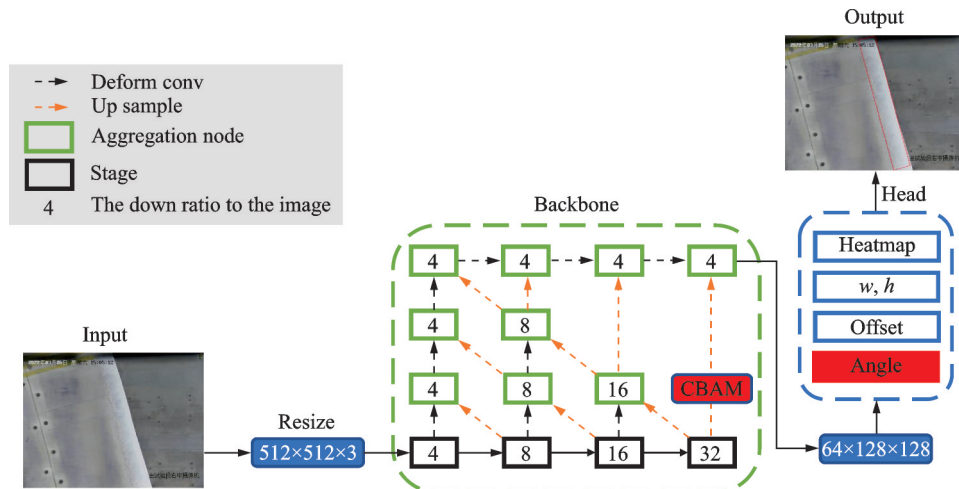 Output
Deform conv
Up sample
Aggregation node
Stage
4 The down ratio to the image
Backbone
Head
4 4 4 4
Heatmap
w, h
4 8
Offset
Input
Angle
4 8 16 CBAM
Resize
512×512×3
4 8 16 32
64×128×128